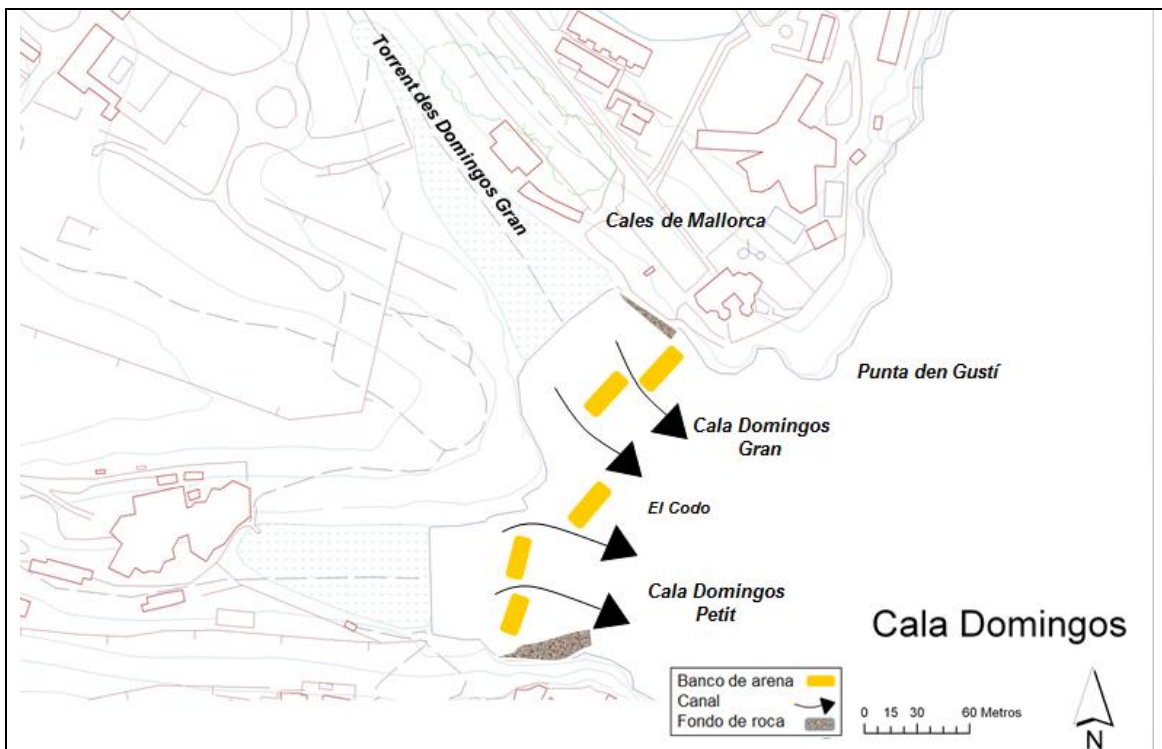 Torrent des Domingos Gran
Cales de Mallorca
Punta den Gustí
Cala Domingos
Gran
El Codo
Cala Domingos
Petit
Cala Domingos
Banco de arena
Canal
Fondo de roca
0 15 30 60 Metros
N